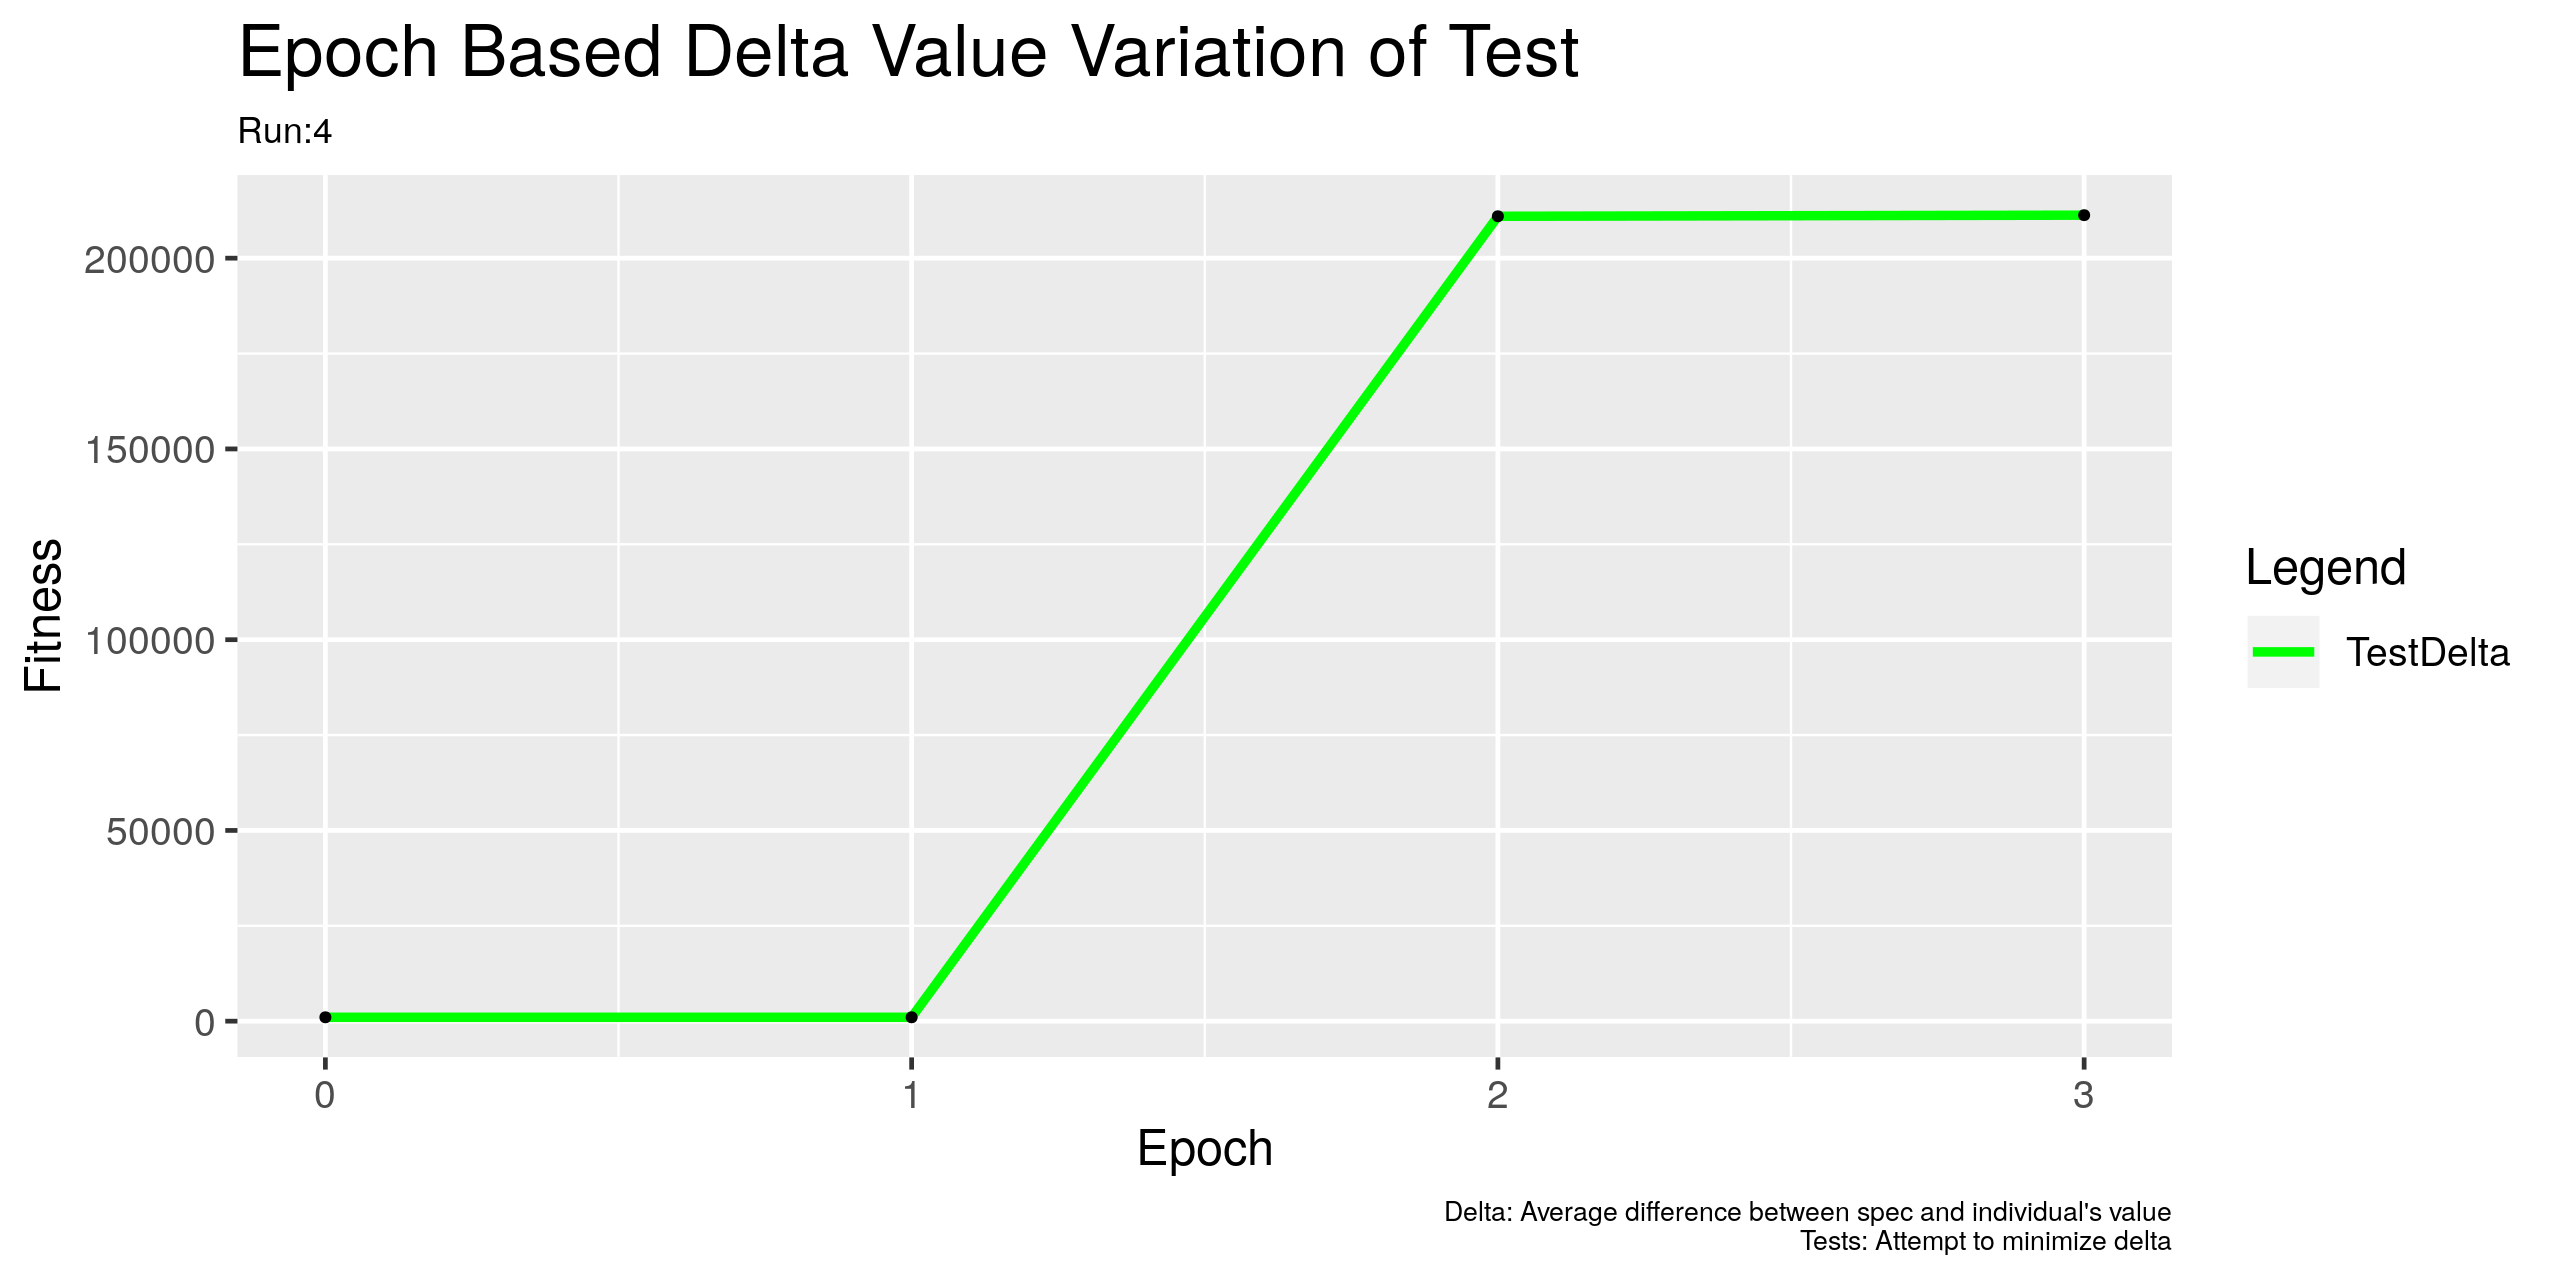 Epoch Based Delta Value Variation of Test
Run:4
200000
150000
100000
50000
0
Fitness
0 1 2 3
Epoch
Legend
TestDelta
Delta: Average difference between spec and individual's value
Tests: Attempt to minimize delta